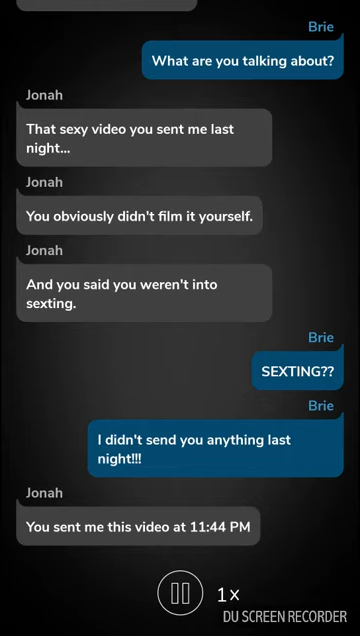 Brie
What are you talking about?
Jonah
That sexy video you sent me last
night...
Jonah
You obviously didn't film it yourself.
Jonah
And you said you weren't into
sexting.
Brie
SEXTING??
Brie
I didn't send you anything last
night!!!
Jonah
You sent me this video at 11:44 PM
1×
DU SCREEN RECORDER